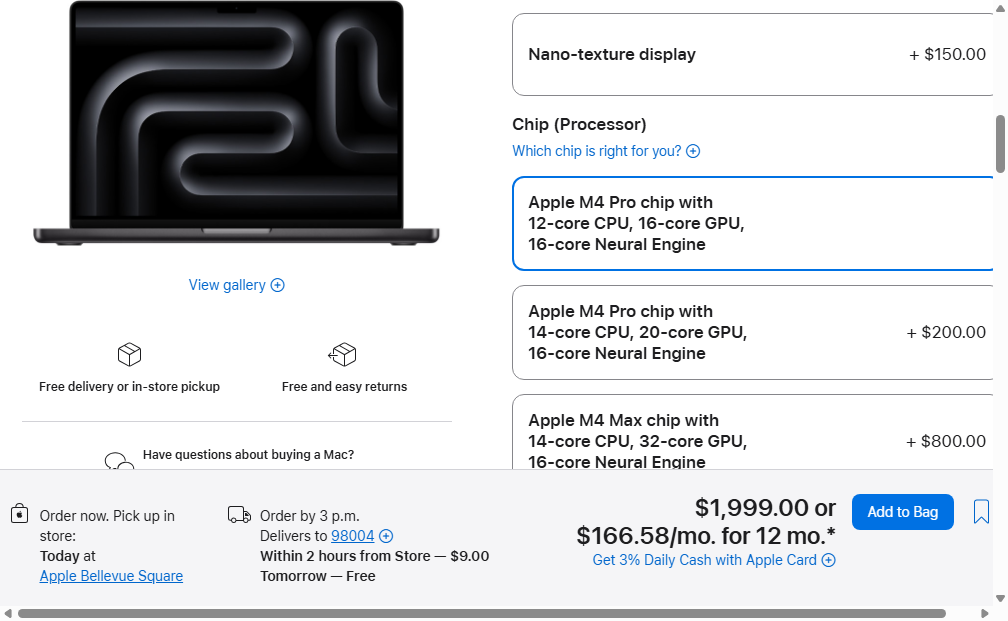 Nano-texture display
+ $150.00
Chip (Processor)
Which chip is right for you?
Apple M4 Pro chip with
12-core CPU, 16-core GPU,
16-core Neural Engine
View gallery
Apple M4 Pro chip with
14-core CPU, 20-core GPU,
16-core Neural Engine
+ $200.00
Free delivery or in-store pickup
Free and easy returns
Apple M4 Max chip with
14-core CPU, 32-core GPU,
16-core Neural Engine
+ $800.00
Have questions about buying a Mac?
Order now. Pick up in
store:
Today at
Apple Bellevue Square
Order by 3 p.m.
Delivers to 98004
Within 2 hours from Store — $9.00
Tomorrow — Free
$1,999.00 or
$166.58/mo. for 12 mo.*
Get 3% Daily Cash with Apple Card
Add to Bag